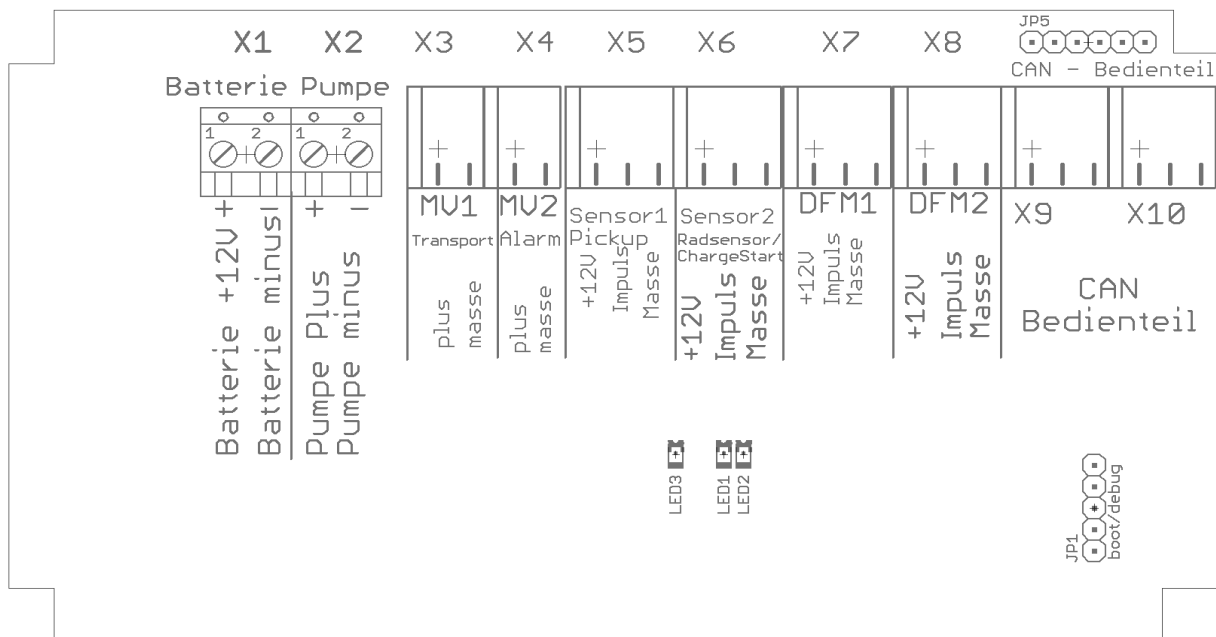 X1 X2 X3 X4 X5 X6 X7 X8 JP5
CAN - Bedienteil
Batterie Pumpe
1 2 1 2
+ - + -
MV1 MV2 Sensor1 Sensor2 DFM1 DFM2 X9 X10
Transport Alarm Pickup Radsensor/
ChargeStart
Batterie +12V
Batterie minus
Pumpe Plus
Pumpe minus
plus
masse
plus
masse
+12V
Impuls
Masse
+12V
Impuls
Masse
+12V
Impuls
Masse
+12V
Impuls
Masse
CAN
Bedienteil
LED3
LED1
LED2
JP1
boot/debug